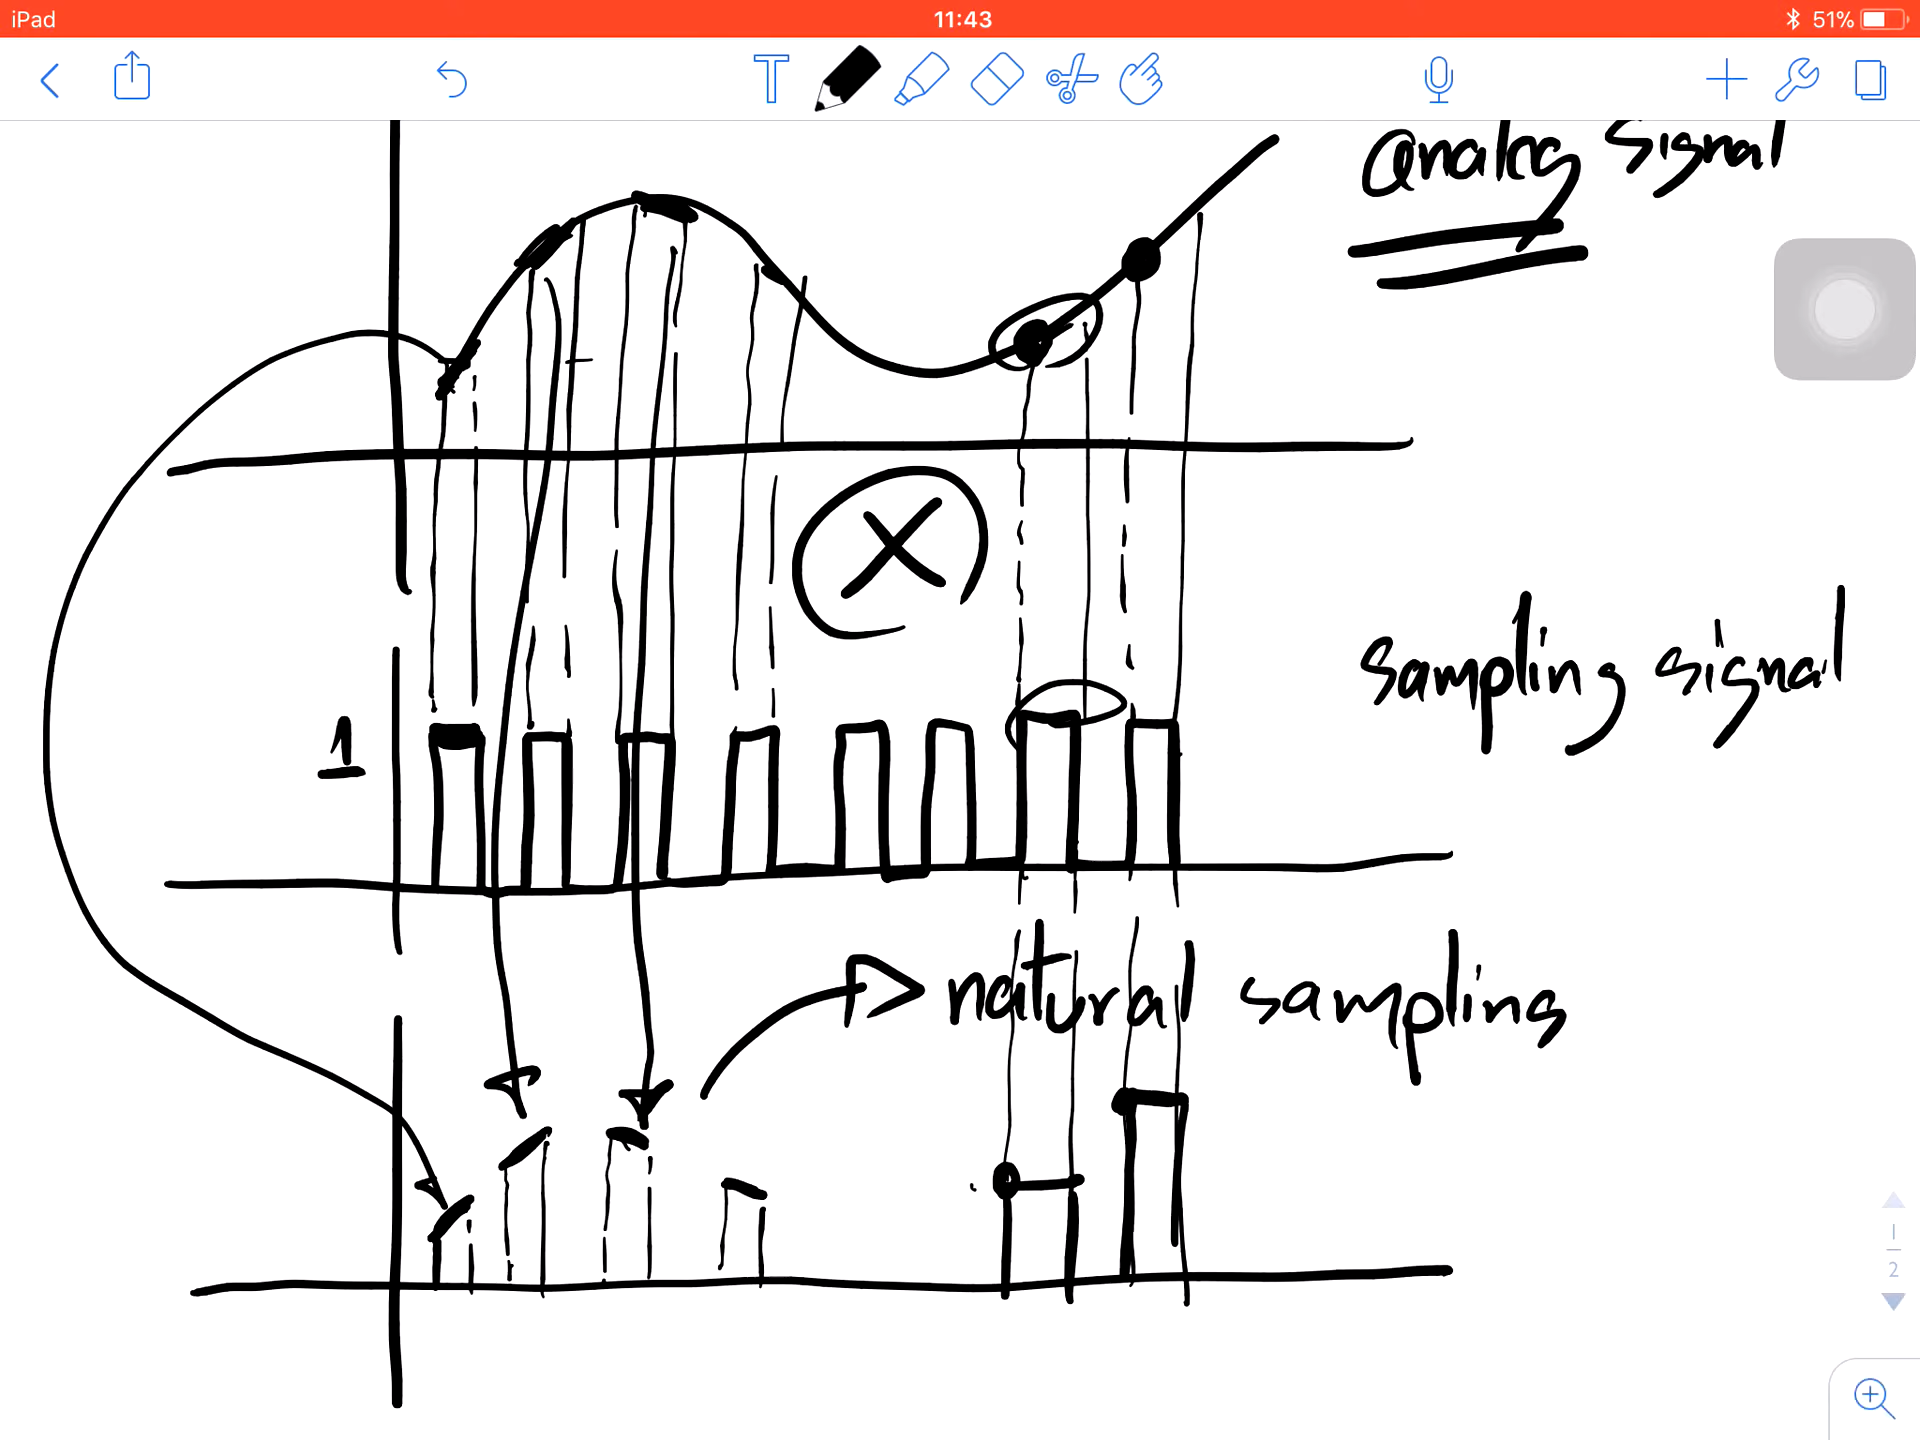 iPad 11:43 51%
analog signal
sampling signal
1
natural sampling
1
2